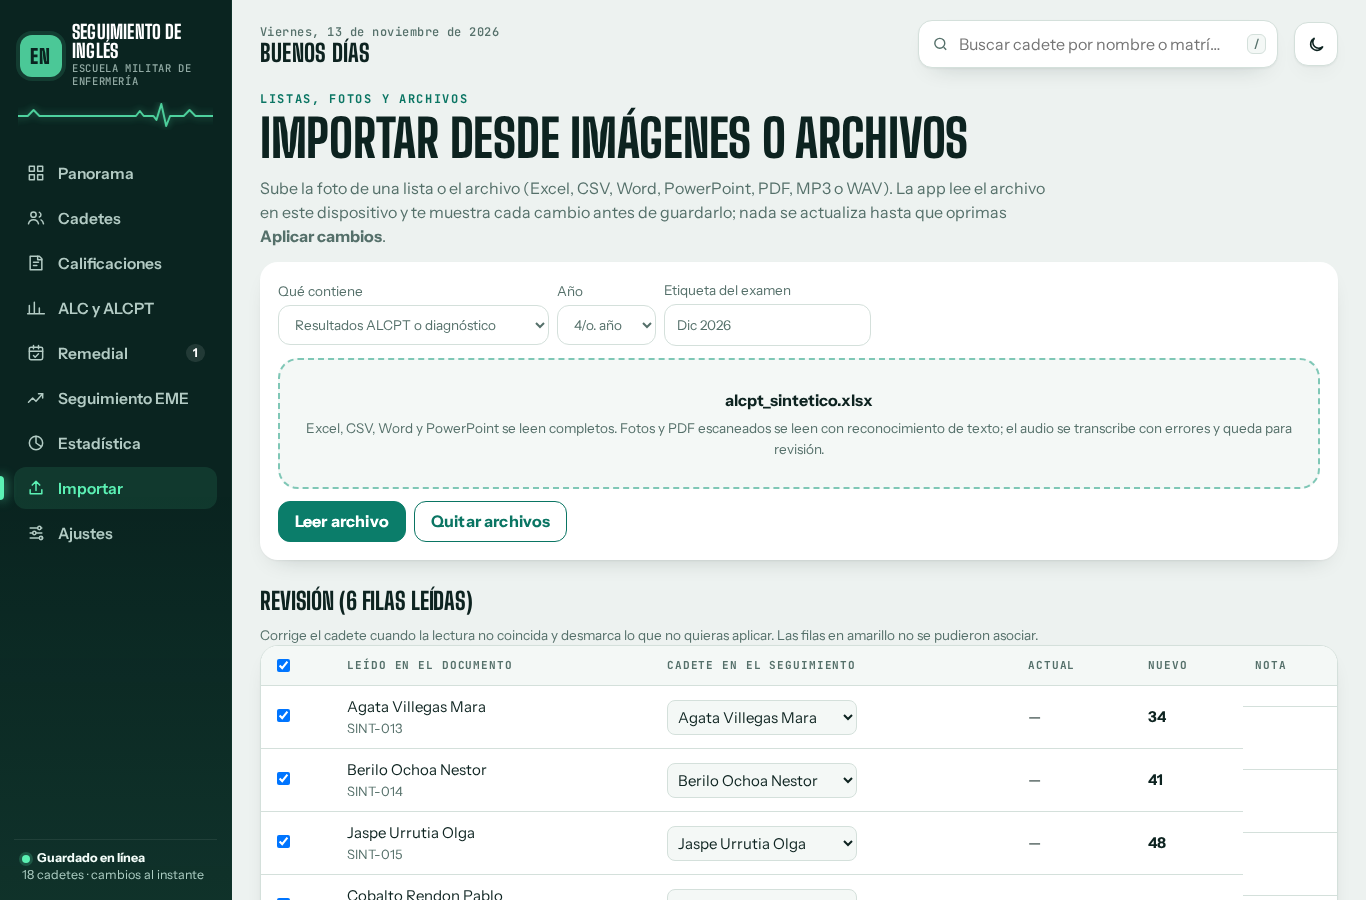 EN
SEGUIMIENTO DE
INGLÉS
ESCUELA MILITAR DE
ENFERMERÍA
Panorama
Cadetes
Calificaciones
ALC y ALCPT
Remedial 1
Seguimiento EME
Estadística
Importar
Ajustes
Guardado en línea
18 cadetes · cambios al instante
Viernes, 13 de noviembre de 2026
BUENOS DÍAS
Buscar cadete por nombre o matrí... /
LISTAS, FOTOS Y ARCHIVOS
IMPORTAR DESDE IMÁGENES O ARCHIVOS
Sube la foto de una lista o el archivo (Excel, CSV, Word, PowerPoint, PDF, MP3 o WAV). La app lee el archivo
en este dispositivo y te muestra cada cambio antes de guardarlo; nada se actualiza hasta que oprimas
Aplicar cambios.
Qué contiene Año Etiqueta del examen
Resultados ALCPT o diagnóstico 4/o. año Dic 2026
alcpt_sintetico.xlsx
Excel, CSV, Word y PowerPoint se leen completos. Fotos y PDF escaneados se leen con reconocimiento de texto; el audio se transcribe con errores y queda para
revisión.
Leer archivo Quitar archivos
REVISIÓN (6 FILAS LEÍDAS)
Corrige el cadete cuando la lectura no coincida y desmarca lo que no quieras aplicar. Las filas en amarillo no se pudieron asociar.
LEÍDO EN EL DOCUMENTO CADETE EN EL SEGUIMIENTO ACTUAL NUEVO NOTA
Agata Villegas Mara Agata Villegas Mara — 34
SINT-013
Berilo Ochoa Nestor Berilo Ochoa Nestor — 41
SINT-014
Jaspe Urrutia Olga Jaspe Urrutia Olga — 48
SINT-015
Cobalto Rendon Pablo